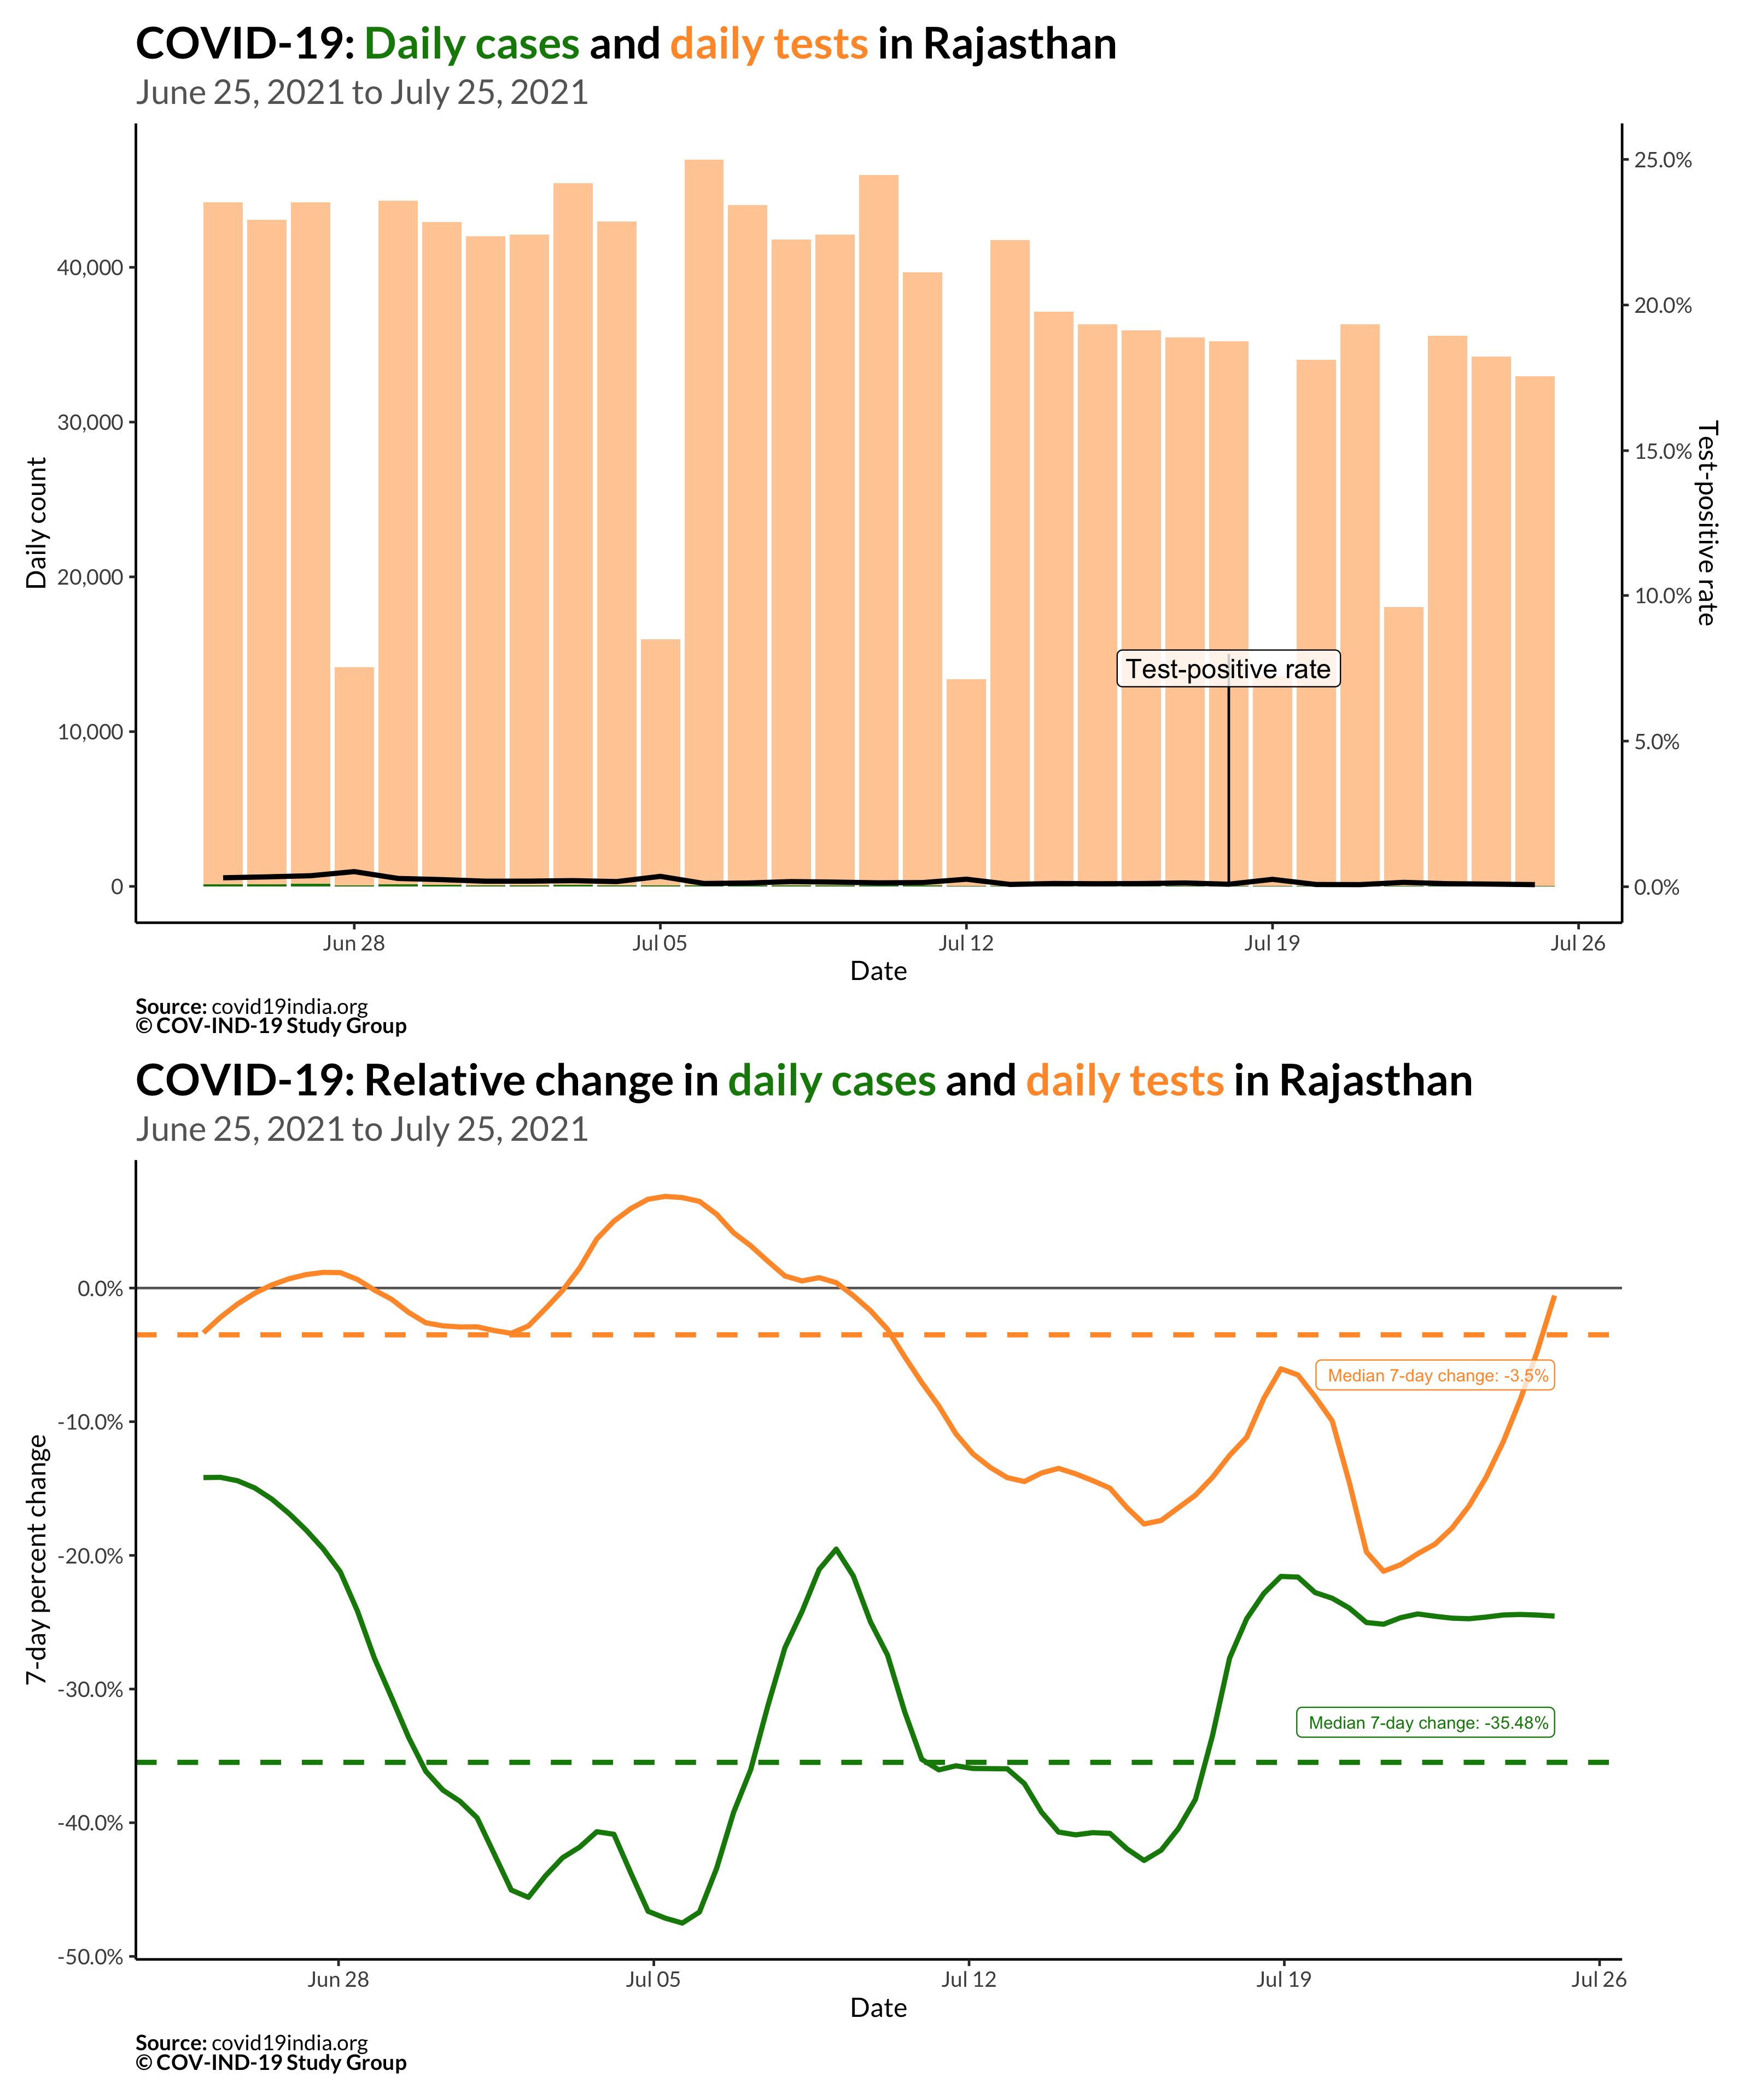 COVID-19: Daily cases and daily tests in Rajasthan
June 25, 2021 to July 25, 2021
25.0%
40,000
20.0%
30,000
15.0%
Daily count
Test-positive rate
20,000
10.0%
Test-positive rate
10,000
5.0%
0
0.0%
Jun 28 Jul 05 Jul 12 Jul 19 Jul 26
Date
Source: covid19india.org
© COV-IND-19 Study Group
COVID-19: Relative change in daily cases and daily tests in Rajasthan
June 25, 2021 to July 25, 2021
0.0%
Median 7-day change: -3.5%
-10.0%
7-day percent change
-20.0%
-30.0%
Median 7-day change: -35.48%
-40.0%
-50.0%
Jun 28 Jul 05 Jul 12 Jul 19 Jul 26
Date
Source: covid19india.org
© COV-IND-19 Study Group